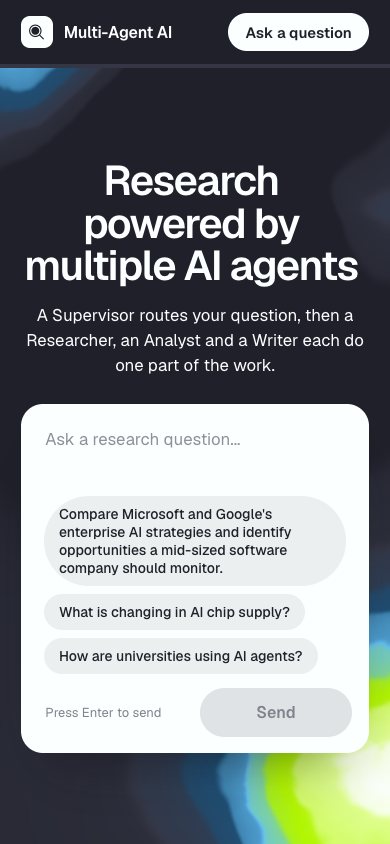 Multi-Agent AI
Ask a question
Research
powered by
multiple AI agents
A Supervisor routes your question, then a
Researcher, an Analyst and a Writer each do
one part of the work.
Ask a research question...
Compare Microsoft and Google's
enterprise AI strategies and identify
opportunities a mid-sized software
company should monitor.
What is changing in AI chip supply?
How are universities using AI agents?
Press Enter to send
Send